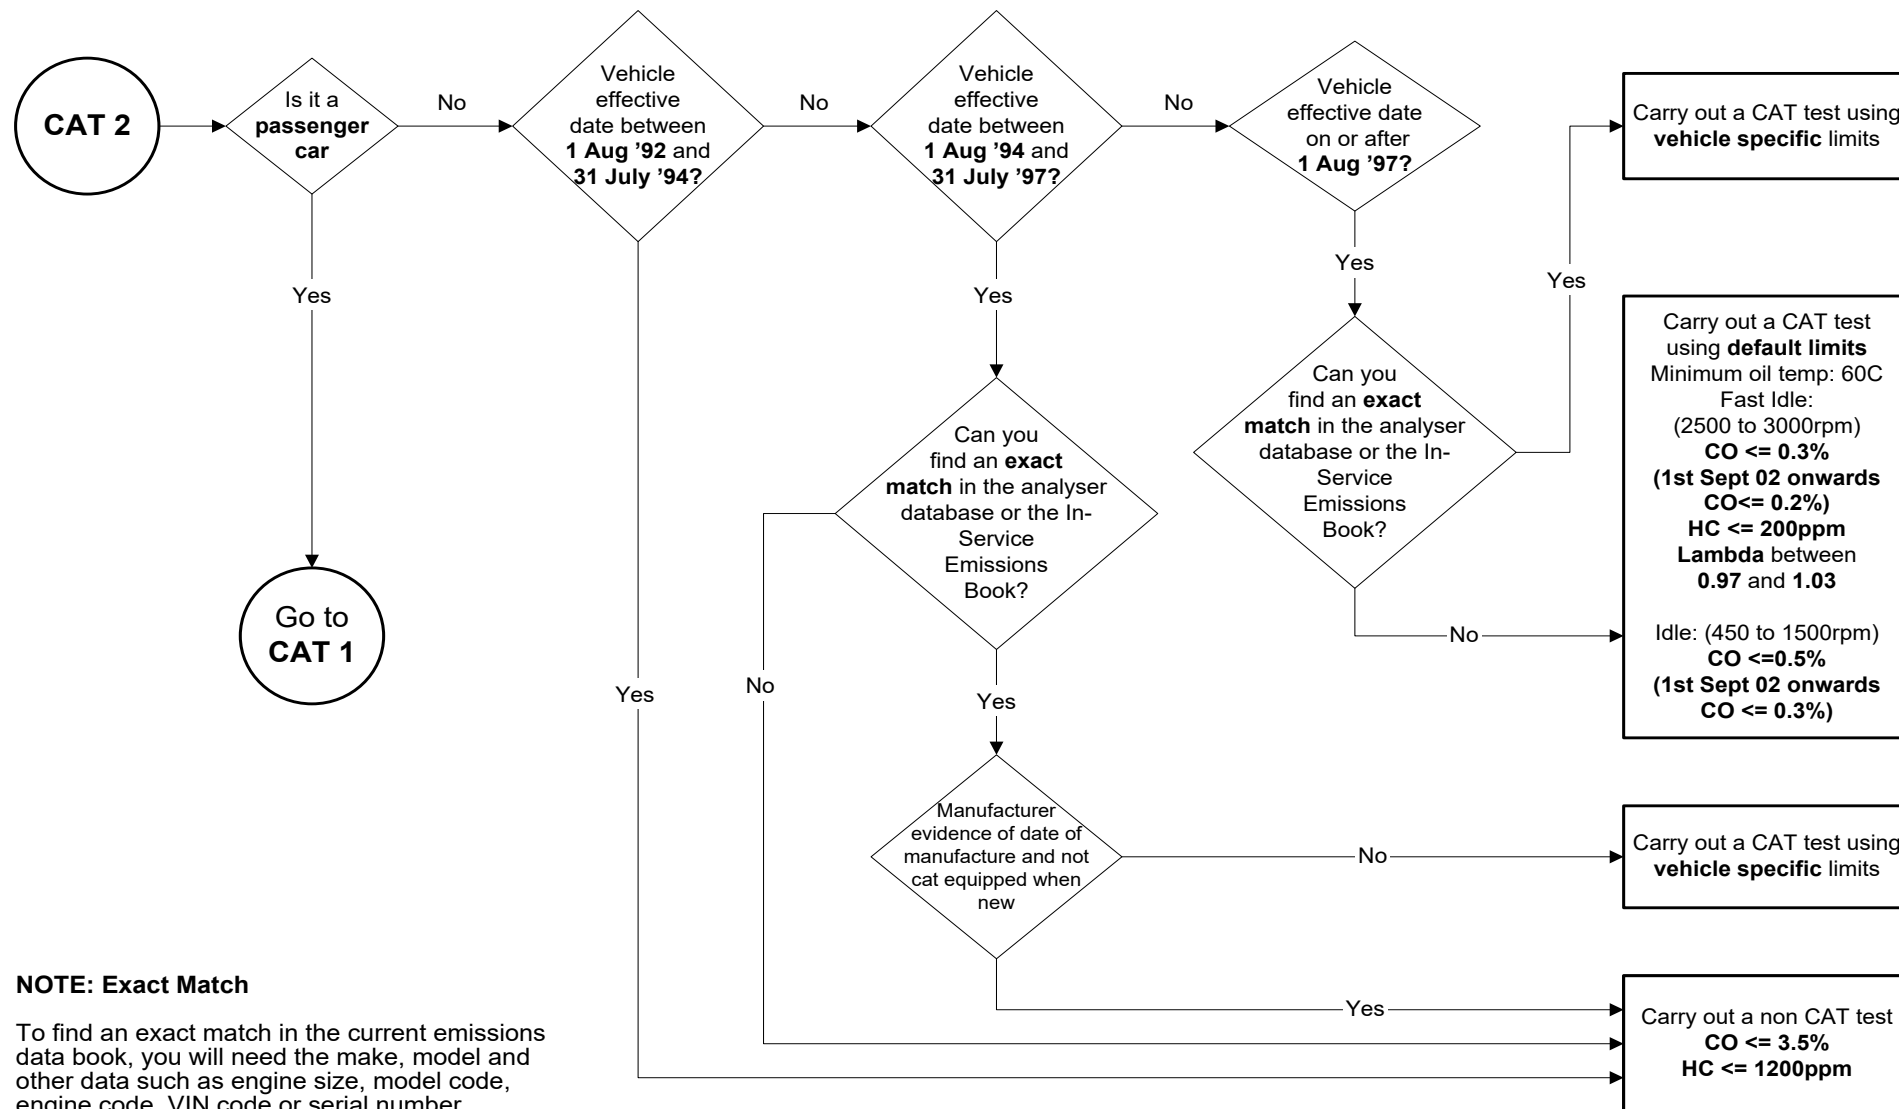 CAT 2
Is it a
passenger
car
No
Vehicle
effective
date between
1 Aug '92 and
31 July '94?
No
Vehicle
effective
date between
1 Aug '94 and
31 July '97?
No
Vehicle
effective date
on or after
1 Aug '97?
Carry out a CAT test using
vehicle specific limits
Yes
Yes
Yes
Yes
Go to
CAT 1
Can you
find an exact
match in the analyser
database or the In-
Service
Emissions
Book?
Can you
find an exact
match in the analyser
database or the In-
Service
Emissions
Book?
Carry out a CAT test
using default limits
Minimum oil temp: 60C
Fast Idle:
(2500 to 3000rpm)
CO <= 0.3%
(1st Sept 02 onwards
CO<= 0.2%)
HC <= 200ppm
Lambda between
0.97 and 1.03
Idle: (450 to 1500rpm)
CO <=0.5%
(1st Sept 02 onwards
CO <= 0.3%)
No
Yes
No
Yes
Manufacturer
evidence of date of
manufacture and not
cat equipped when
new
No
Carry out a CAT test using
vehicle specific limits
Yes
Carry out a non CAT test
CO <= 3.5%
HC <= 1200ppm
NOTE: Exact Match
To find an exact match in the current emissions
data book, you will need the make, model and
other data such as engine size, model code,
engine code, VIN code or serial number